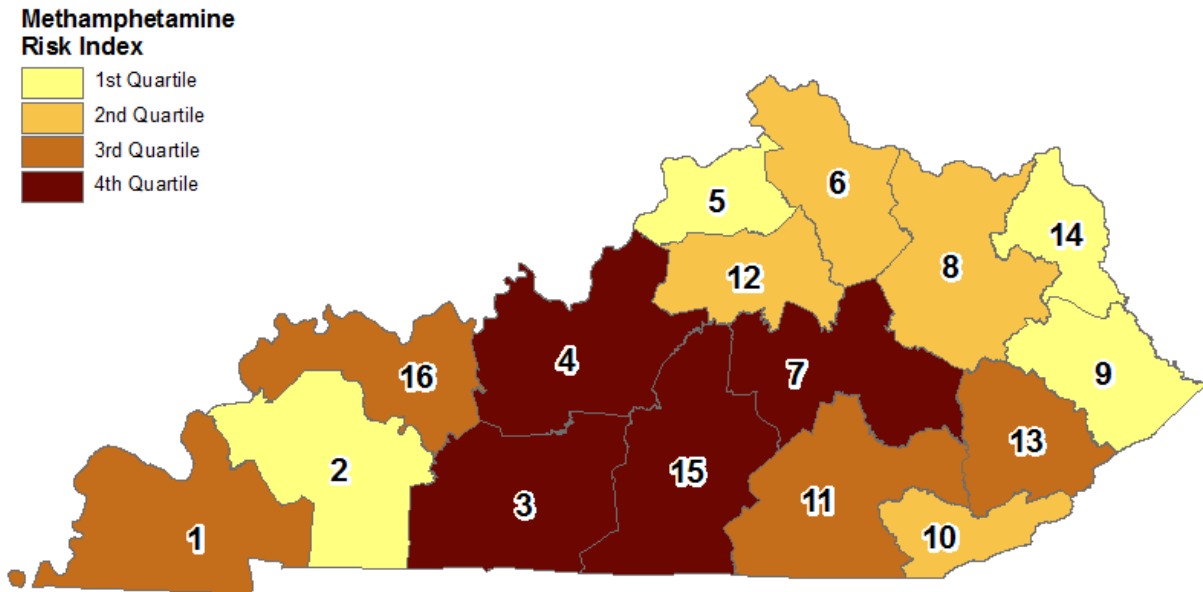 Methamphetamine
Risk Index
1st Quartile
2nd Quartile
3rd Quartile
4th Quartile
6
5
14
8
12
4
7
16
9
13
2
15
11
3
1
10